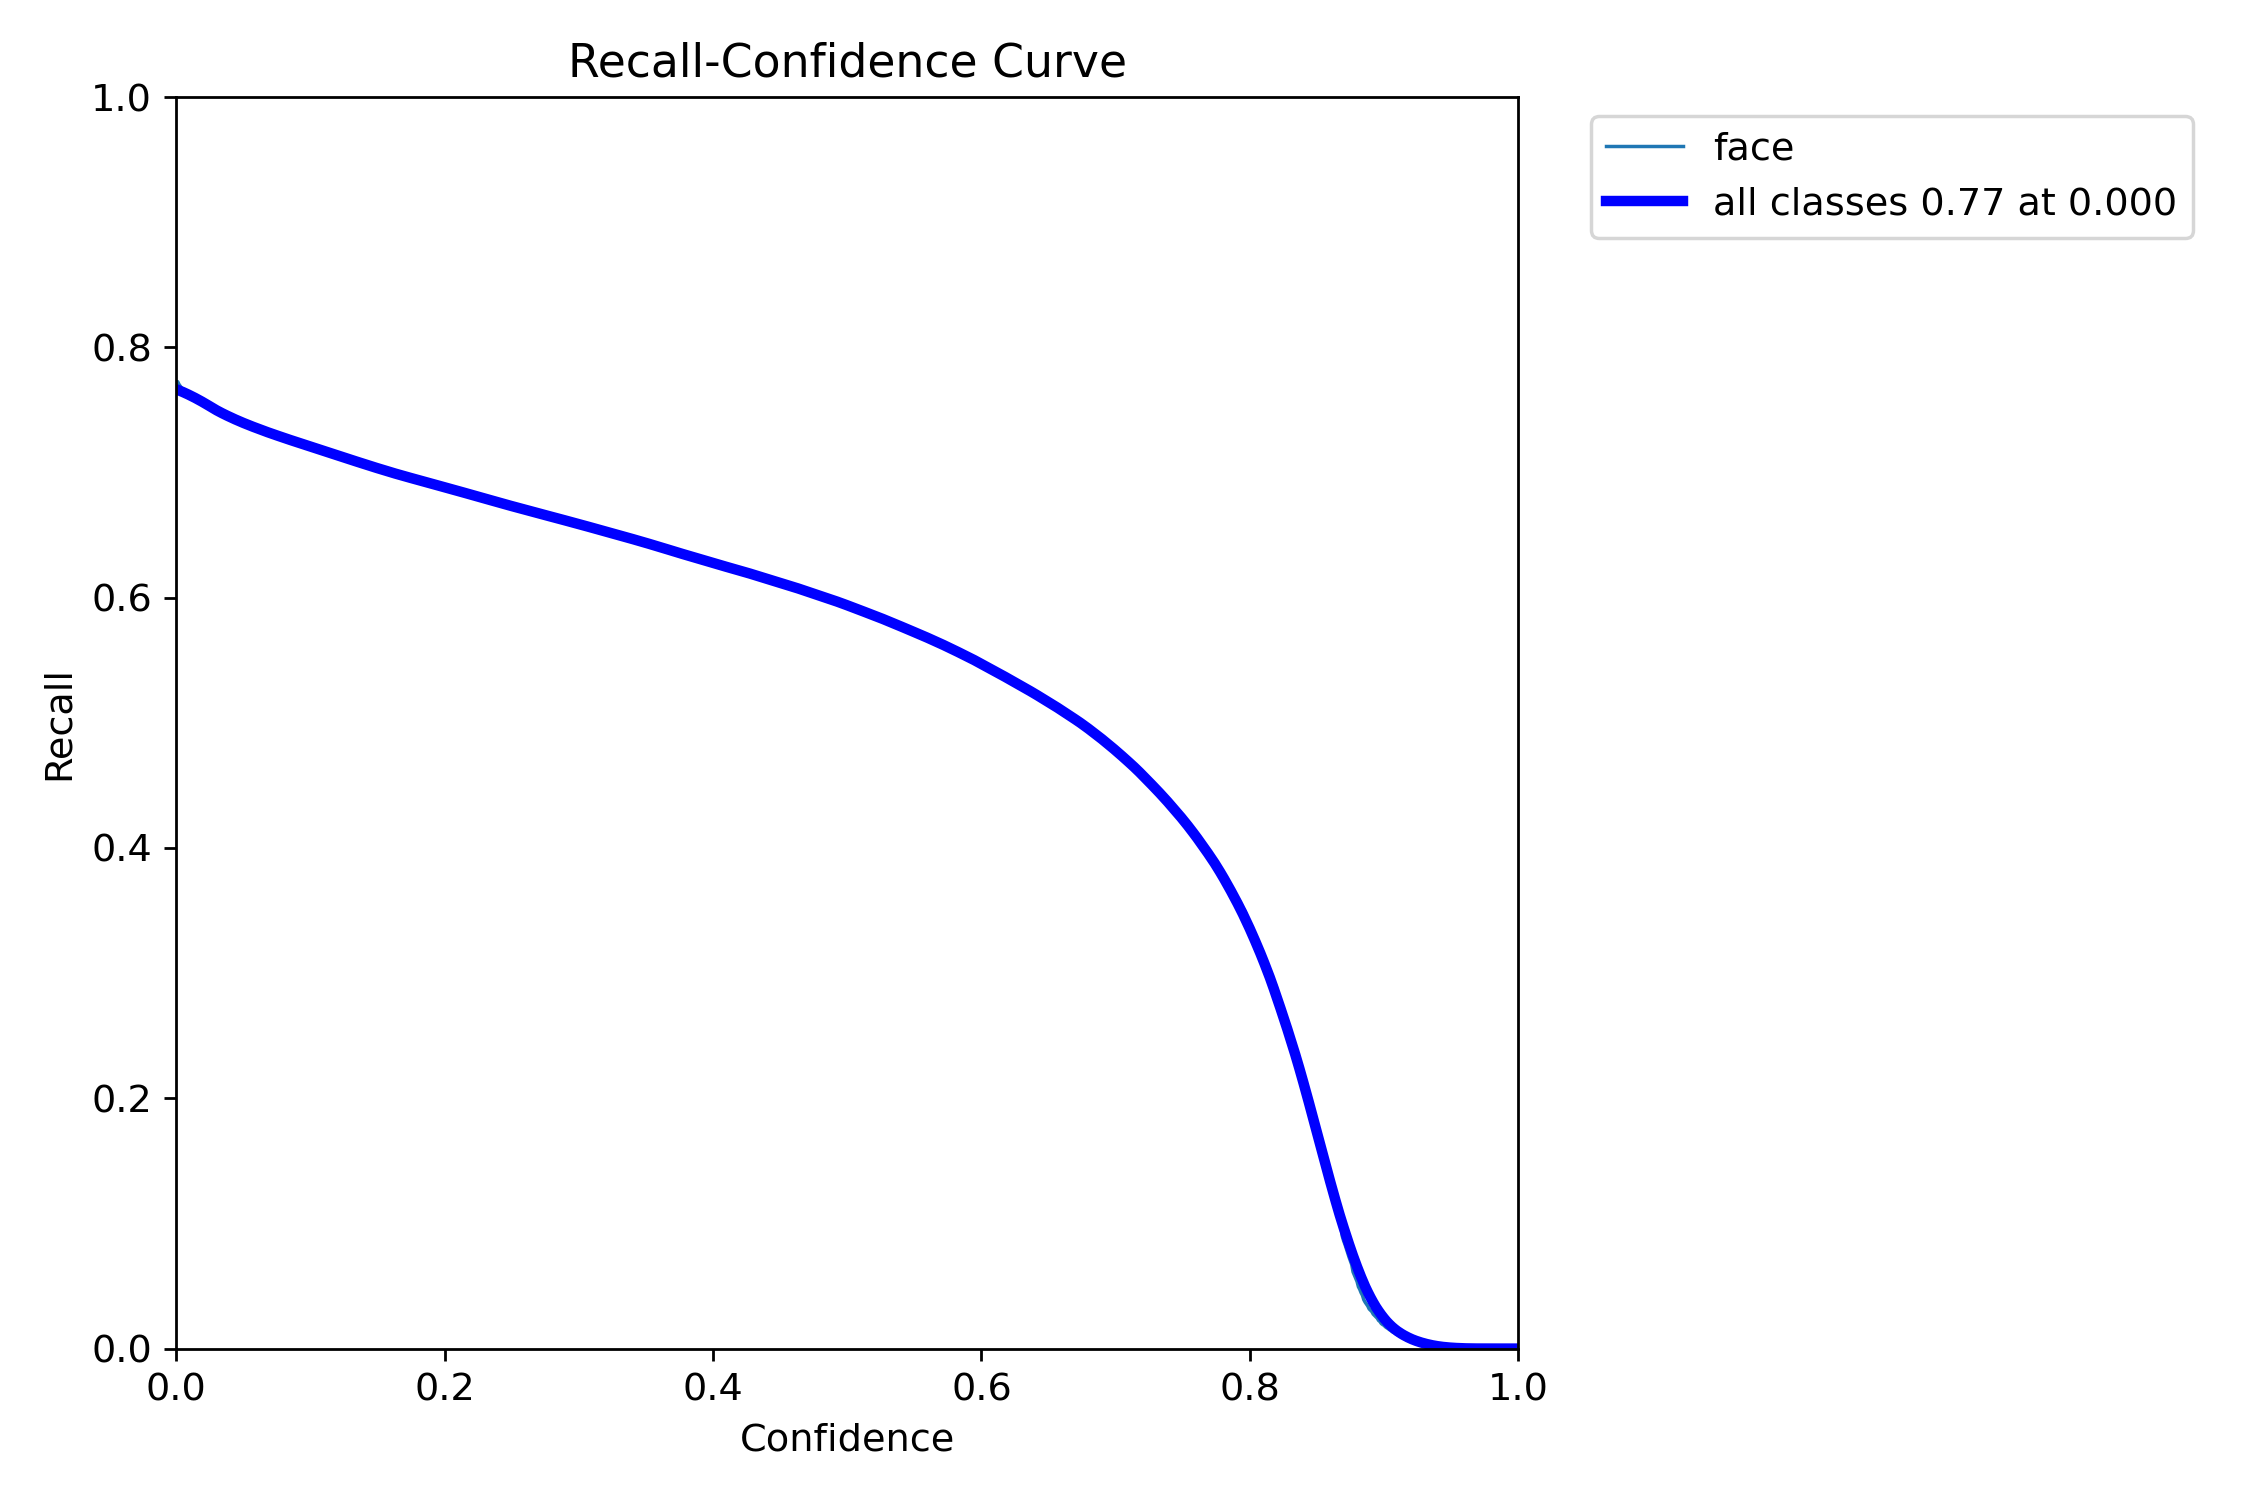 Recall-Confidence Curve
face
all classes 0.77 at 0.000
1.0
0.8
0.6
0.4
0.2
0.0
Recall
0.0 0.2 0.4 0.6 0.8 1.0
Confidence